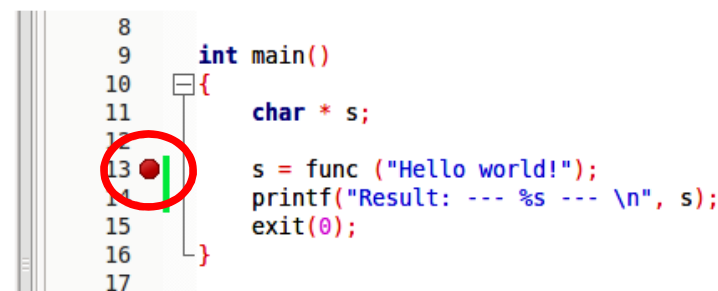 8
9 int main()
10 {
11 char * s;
12
13 s = func ("Hello world!");
14 printf("Result: --- %s --- \n", s);
15 exit(0);
16 }
17